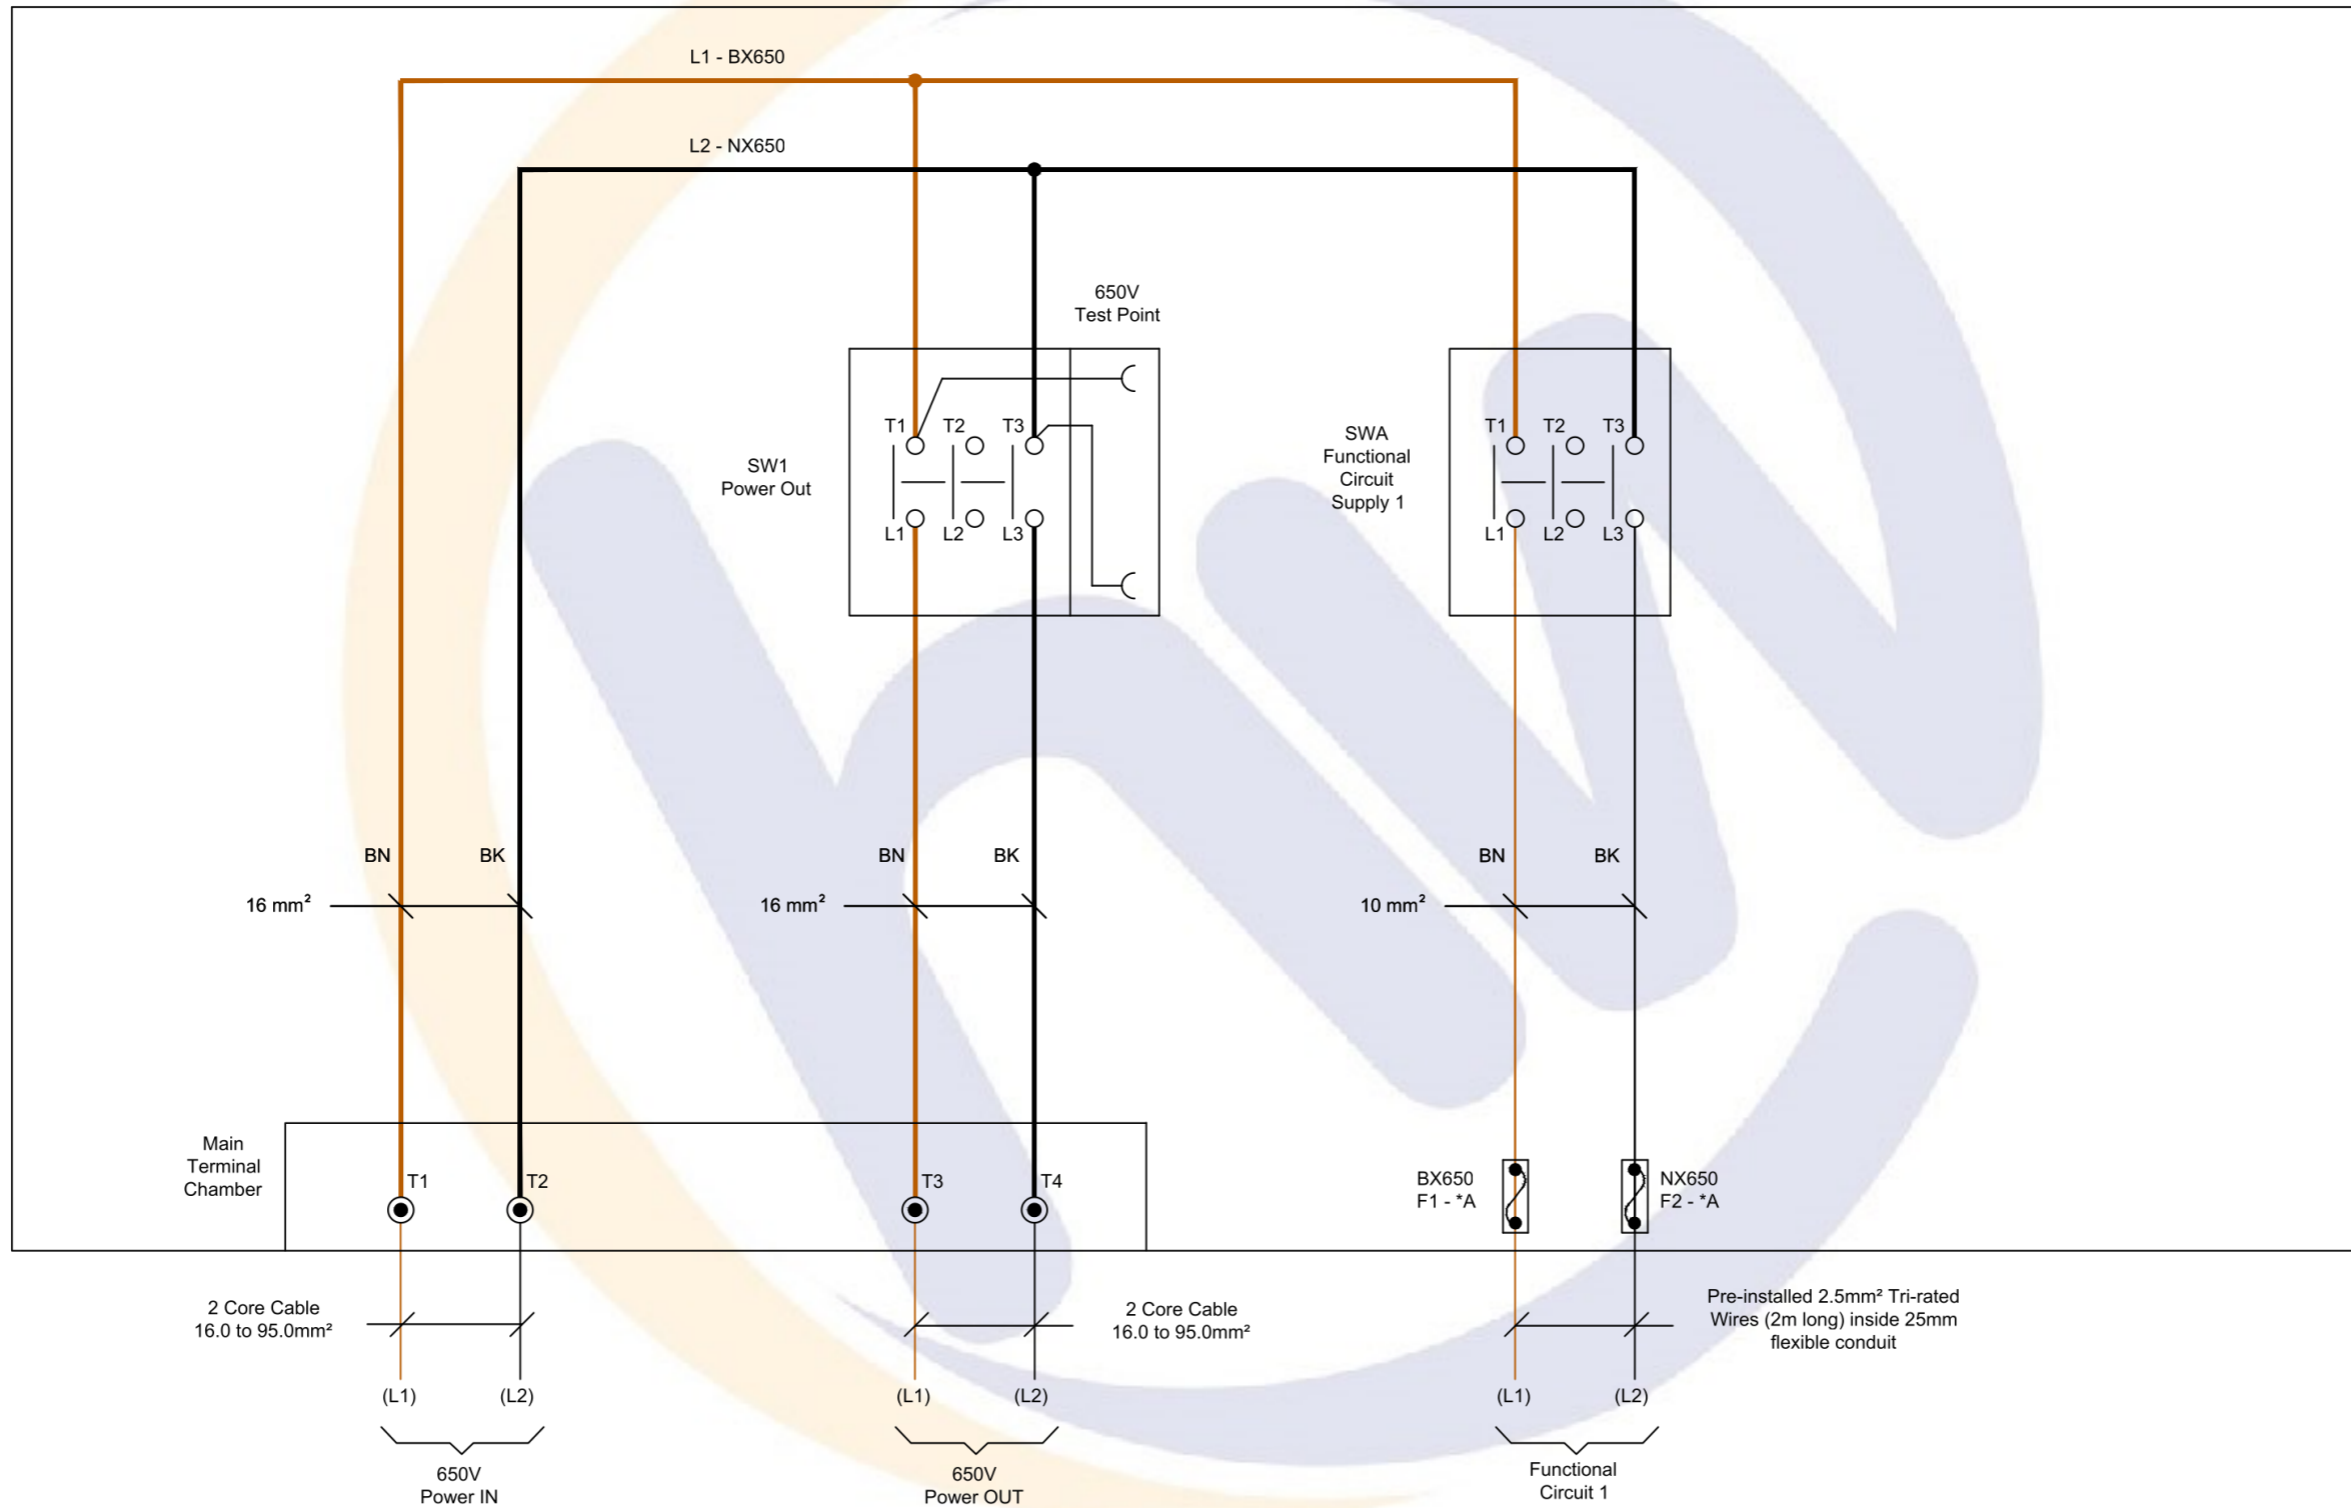 L1 - BX650
L2 - NX650
650V
Test Point
SW1
Power Out
T1
T2
T3
L1
L2
L3
SWA
Functional
Circuit
Supply 1
T1
T2
T3
L1
L2
L3
BN
BK
16 mm²
BN
BK
16 mm²
BN
BK
10 mm²
Main
Terminal
Chamber
T1
T2
T3
T4
BX650
F1 - *A
NX650
F2 - *A
2 Core Cable
16.0 to 95.0mm²
2 Core Cable
16.0 to 95.0mm²
Pre-installed 2.5mm² Tri-rated
Wires (2m long) inside 25mm
flexible conduit
(L1)
(L2)
(L1)
(L2)
(L1)
(L2)
650V
Power IN
650V
Power OUT
Functional
Circuit 1